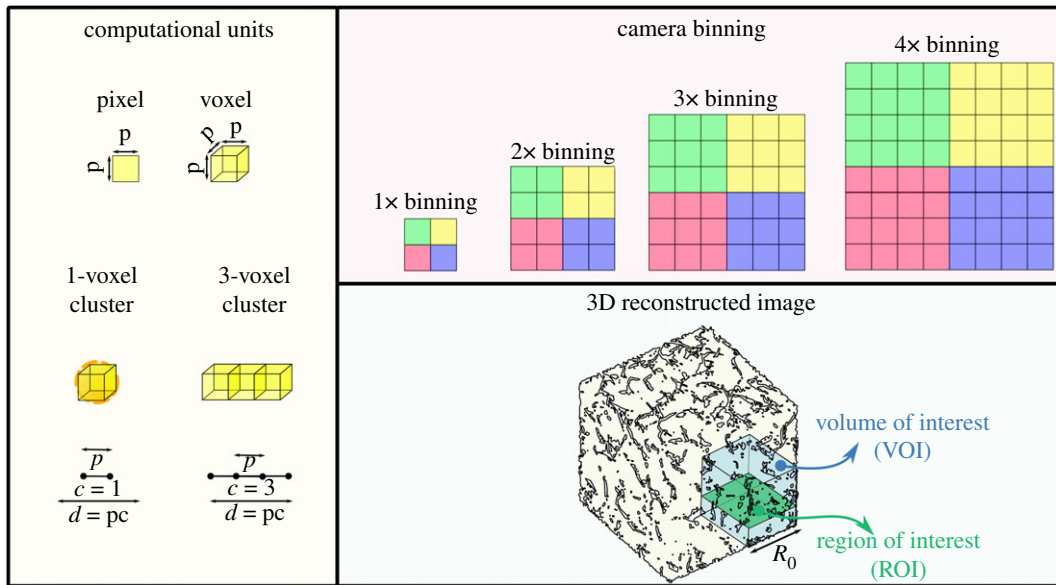 computational units
pixel
voxel
p
p
p
p
p
1-voxel
cluster
3-voxel
cluster
p
c = 1
d = pc
p
c = 3
d = pc
camera binning
1× binning
2× binning
3× binning
4× binning
3D reconstructed image
volume of interest
(VOI)
region of interest
(ROI)
R0